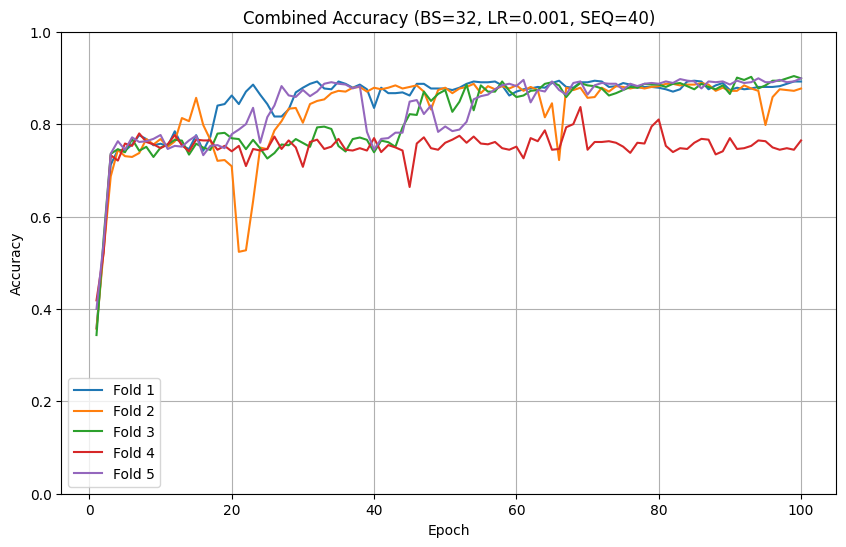 Combined Accuracy (BS=32, LR=0.001, SEQ=40)
1.0
0.8
0.6
0.4
0.2
0.0
Accuracy
Fold 1
Fold 2
Fold 3
Fold 4
Fold 5
0 20 40 60 80 100
Epoch